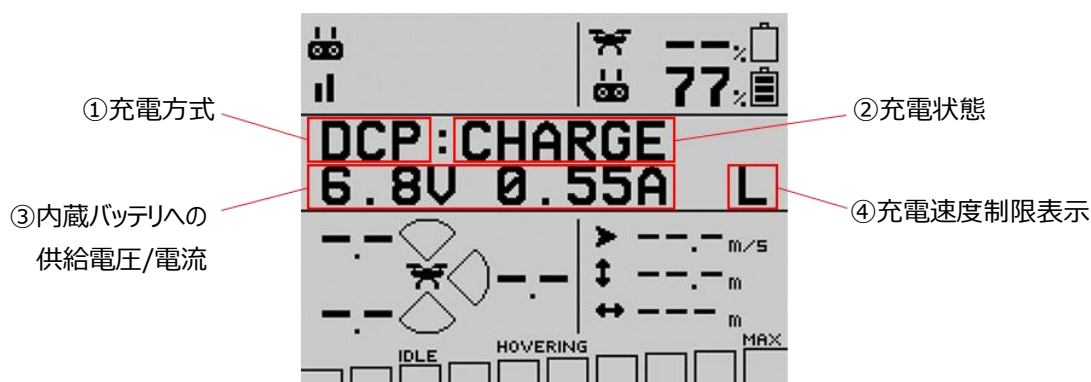 --%
77%
①充電方式
②充電状態
DCP:CHARGE
6.8V 0.55A L
③内蔵バッテリへの
供給電圧/電流
④充電速度制限表示
--.- --.- m/s
--.- --.- m
--.- --- m
IDLE HOVERING MAX